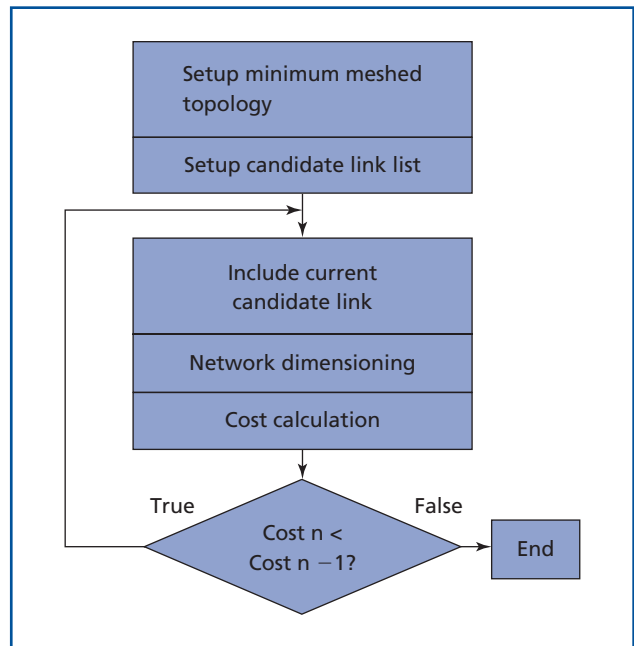 Setup minimum meshed
topology
Setup candidate link list
Include current
candidate link
Network dimensioning
Cost calculation
True
False
Cost n <
Cost n −1?
End